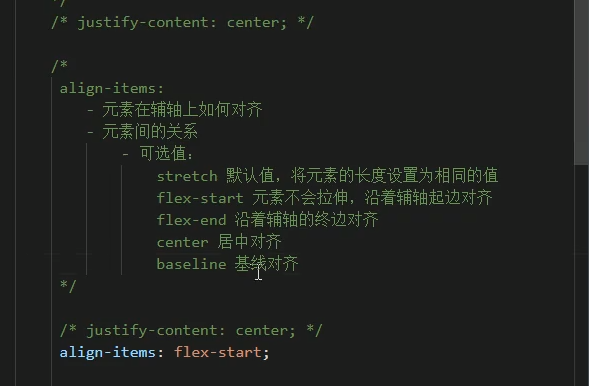 */
/* justify-content: center; */
/*
align-items:
- 元素在辅轴上如何对齐
- 元素间的关系
- 可选值：
stretch 默认值，将元素的长度设置为相同的值
flex-start 元素不会拉伸，沿着辅轴起边对齐
flex-end 沿着辅轴的终边对齐
center 居中对齐
baseline 基线对齐
*/
/* justify-content: center; */
align-items: flex-start;